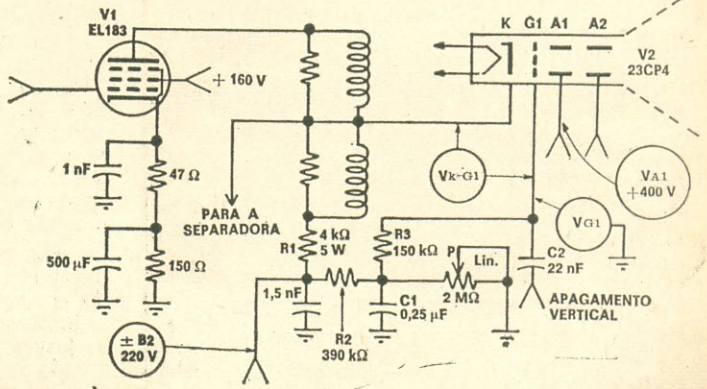 V1
EL183
+ 160 V
K G1 A1 A2
V2
23CP4
1 nF
47 Ω
PARA A
SEPARADORA
Vk-G1
VA1
+400 V
VG1
500 µF
150 Ω
R1
4 kΩ
5 W
R3
150 kΩ
P
Lin.
2 MΩ
C2
22 nF
1,5 nF
R2
390 kΩ
C1
0,25 µF
APAGAMENTO
VERTICAL
± B2
220 V